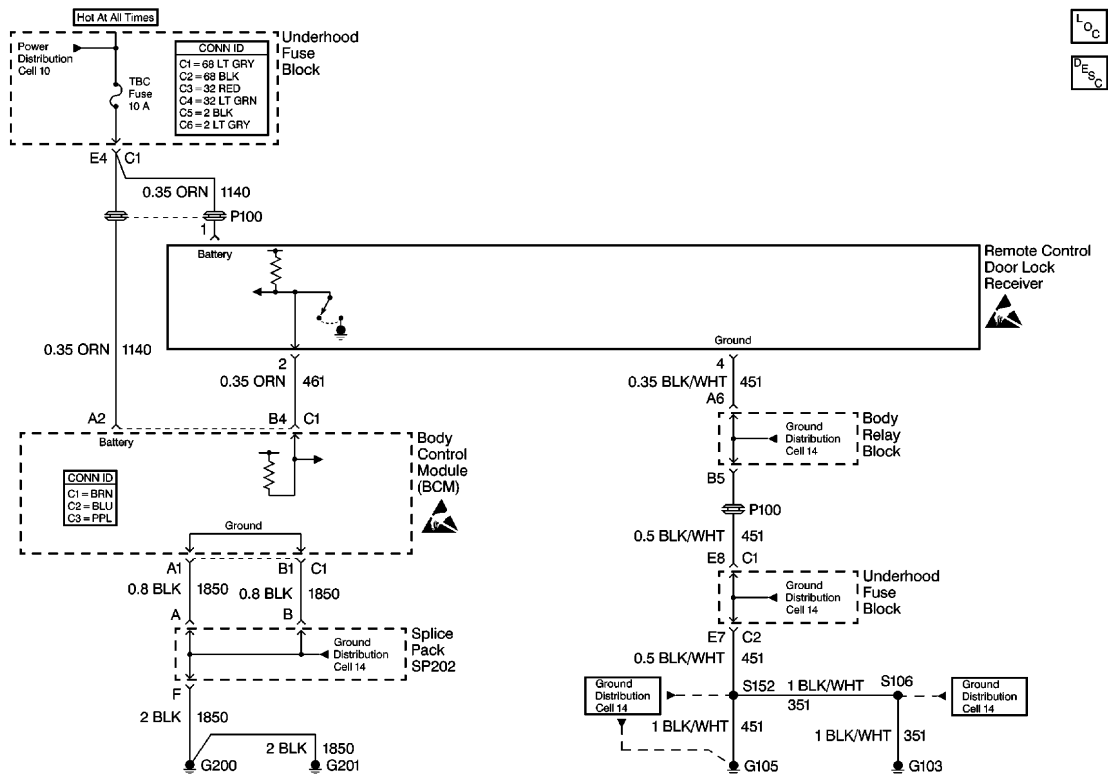 Hot At All Times
LOC
DESC
Power
Distribution
Cell 10
TBC
Fuse
10 A
CONN ID
C1 = 68 LT GRY
C2 = 68 BLK
C3 = 32 RED
C4 = 32 LT GRN
C5 = 2 BLK
C6 = 2 LT GRY
Underhood
Fuse
Block
E4 C1
0.35 ORN 1140
P100
1
Battery
Remote Control
Door Lock
Receiver
Ground
0.35 ORN 1140
2
0.35 ORN 461
4
0.35 BLK/WHT 451
A6
A2 B4 C1
Battery
Body
Control
Module
(BCM)
CONN ID
C1 = BRN
C2 = BLU
C3 = PPL
Ground
Ground
Distribution
Cell 14
Body
Relay
Block
B5
P100
0.5 BLK/WHT 451
E8 C1
A1 B1 C1
0.8 BLK 1850 0.8 BLK 1850
A B
Ground
Distribution
Cell 14
Underhood
Fuse
Block
Ground
Distribution
Cell 14
Splice
Pack
SP202
E7 C2
0.5 BLK/WHT 451
F
2 BLK 1850
2 BLK 1850
G200 G201
Ground
Distribution
Cell 14
S152 1 BLK/WHT S106
351
Ground
Distribution
Cell 14
1 BLK/WHT 451
1 BLK/WHT 351
G105 G103